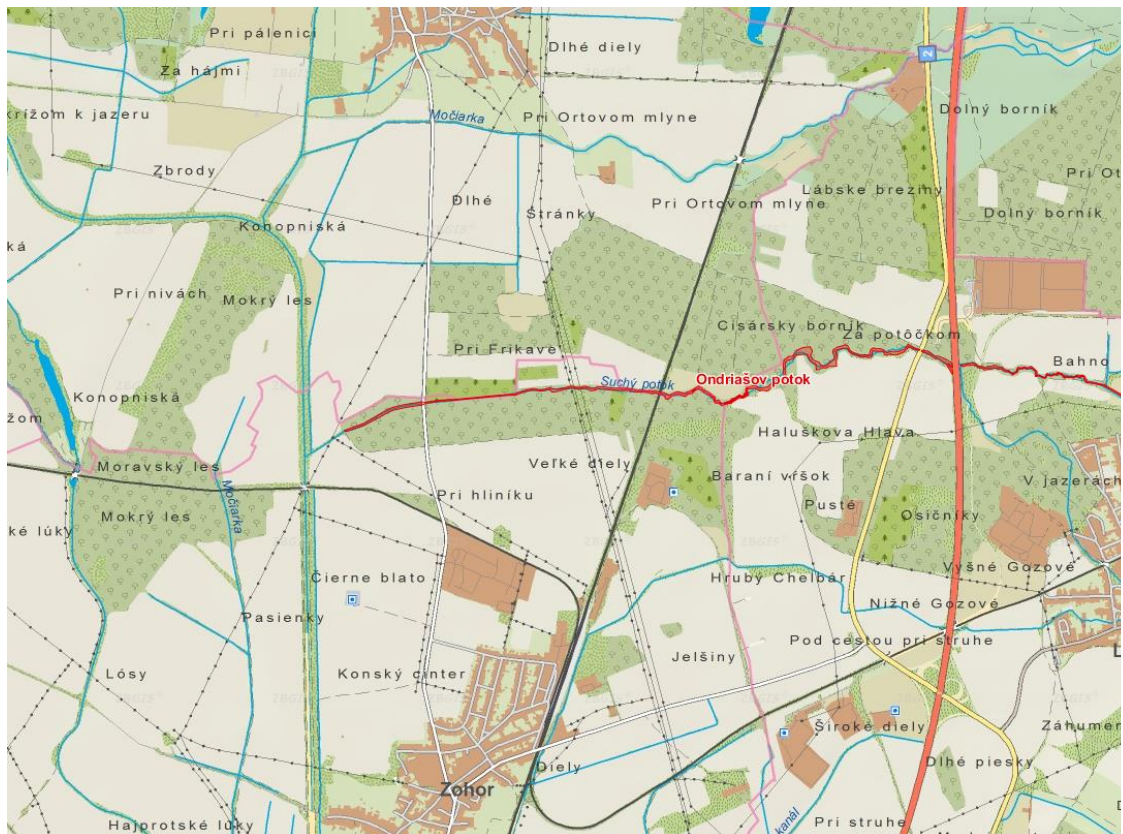 Pri pálenici
Dlhé diely
2
Za hájmi
krížom k jazeru
Močiarka
Pri Ortovom mlyne
Dolný borník
Zbrody
Lábske breziny
Pri Ot
Dlhé
Štránky
Pri Ortovom mlyne
Dolný borník
Konopniská
ká
Pri nivách
Mokrý les
Cisársky borník
Za potôčkom
Pri Frikave
Bahno
Suchý potok
Ondriašov potok
Konopniská
žom
Haluškova Hlava
Moravský les
Veľké diely
Baraní vŕšok
V jazerách
Močiarka
Pri hliníku
Pusté
Mokrý les
Osičníky
ké lúky
Vyšné Gozové
Čierne blato
Hrubý Chelbár
Nižné Gozové
Pasienky
Pod cestou pri struhe
Jelšiny
L
Lósy
Konský cinter
Široké diely
Záhumen
Diely
Dlhé piesky
Zohor
Hajprotské lúky
kanál
Pri struhe